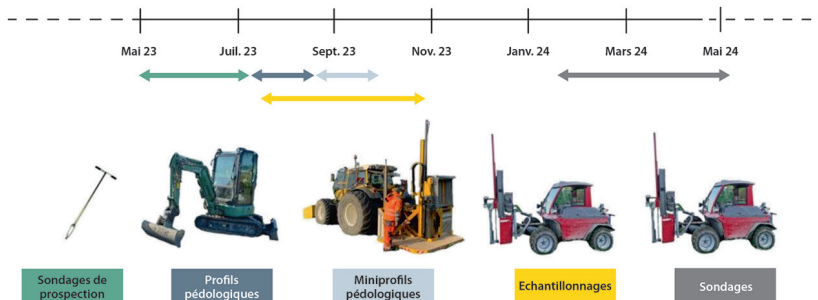 Mai 23 Juil. 23 Sept. 23 Nov. 23 Janv. 24 Mars 24 Mai 24
Sondages de
prospection
Profils
pédologiques
Miniprofils
pédologiques
Echantillonnages
Sondages